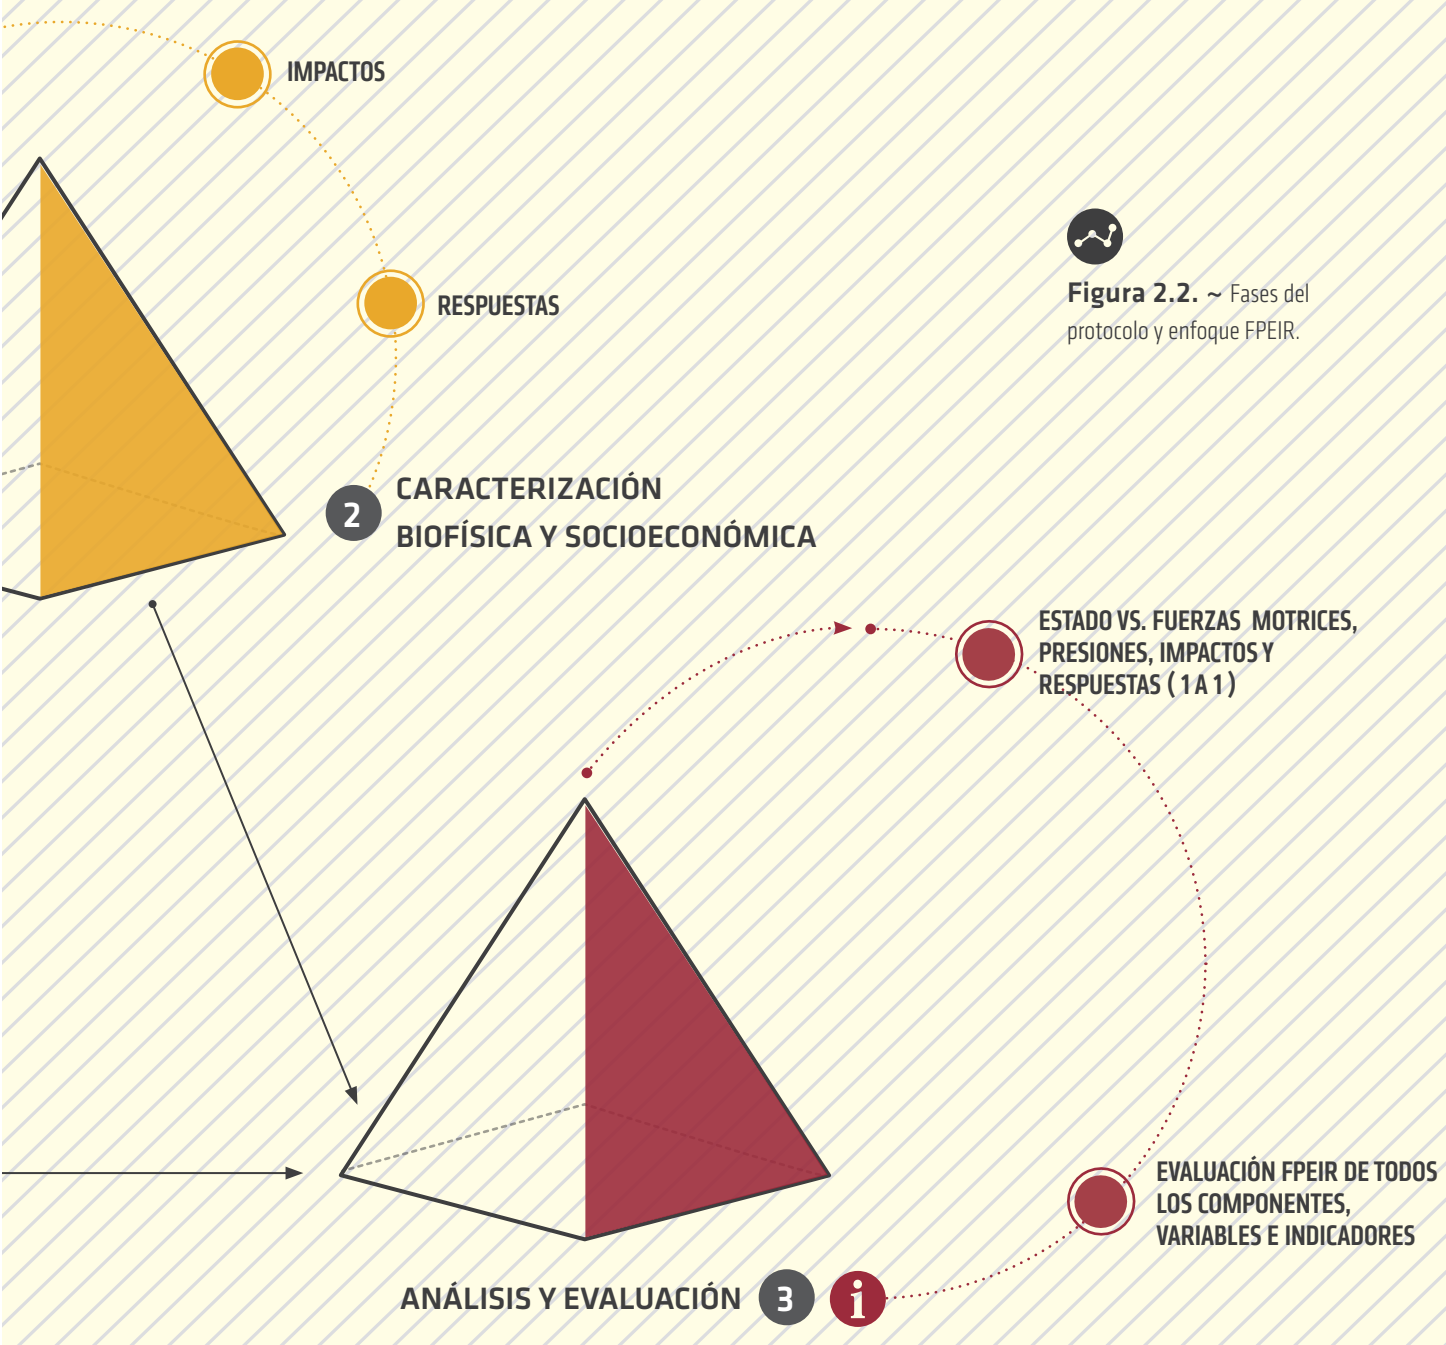 IMPACTOS
RESPUESTAS
Figura 2.2. ~ Fases del
protocolo y enfoque FPEIR.
2
CARACTERIZACIÓN
BIOFÍSICA Y SOCIOECONÓMICA
ESTADO VS. FUERZAS MOTRICES,
PRESIONES, IMPACTOS Y
RESPUESTAS ( 1 A 1 )
EVALUACIÓN FPEIR DE TODOS
LOS COMPONENTES,
VARIABLES E INDICADORES
ANÁLISIS Y EVALUACIÓN 3 i